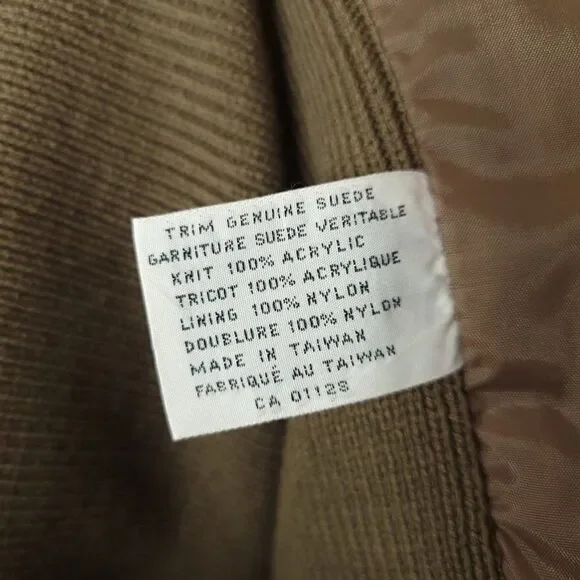 TRIM GENUINE SUEDE
GARNITURE SUEDE VERITABLE
KNIT 100% ACRYLIC
TRICOT 100% ACRYLIQUE
LINING 100% NYLON
DOUBLURE 100% NYLON
MADE IN TAIWAN
FABRIQUÉ AU TAIWAN
CA 01128